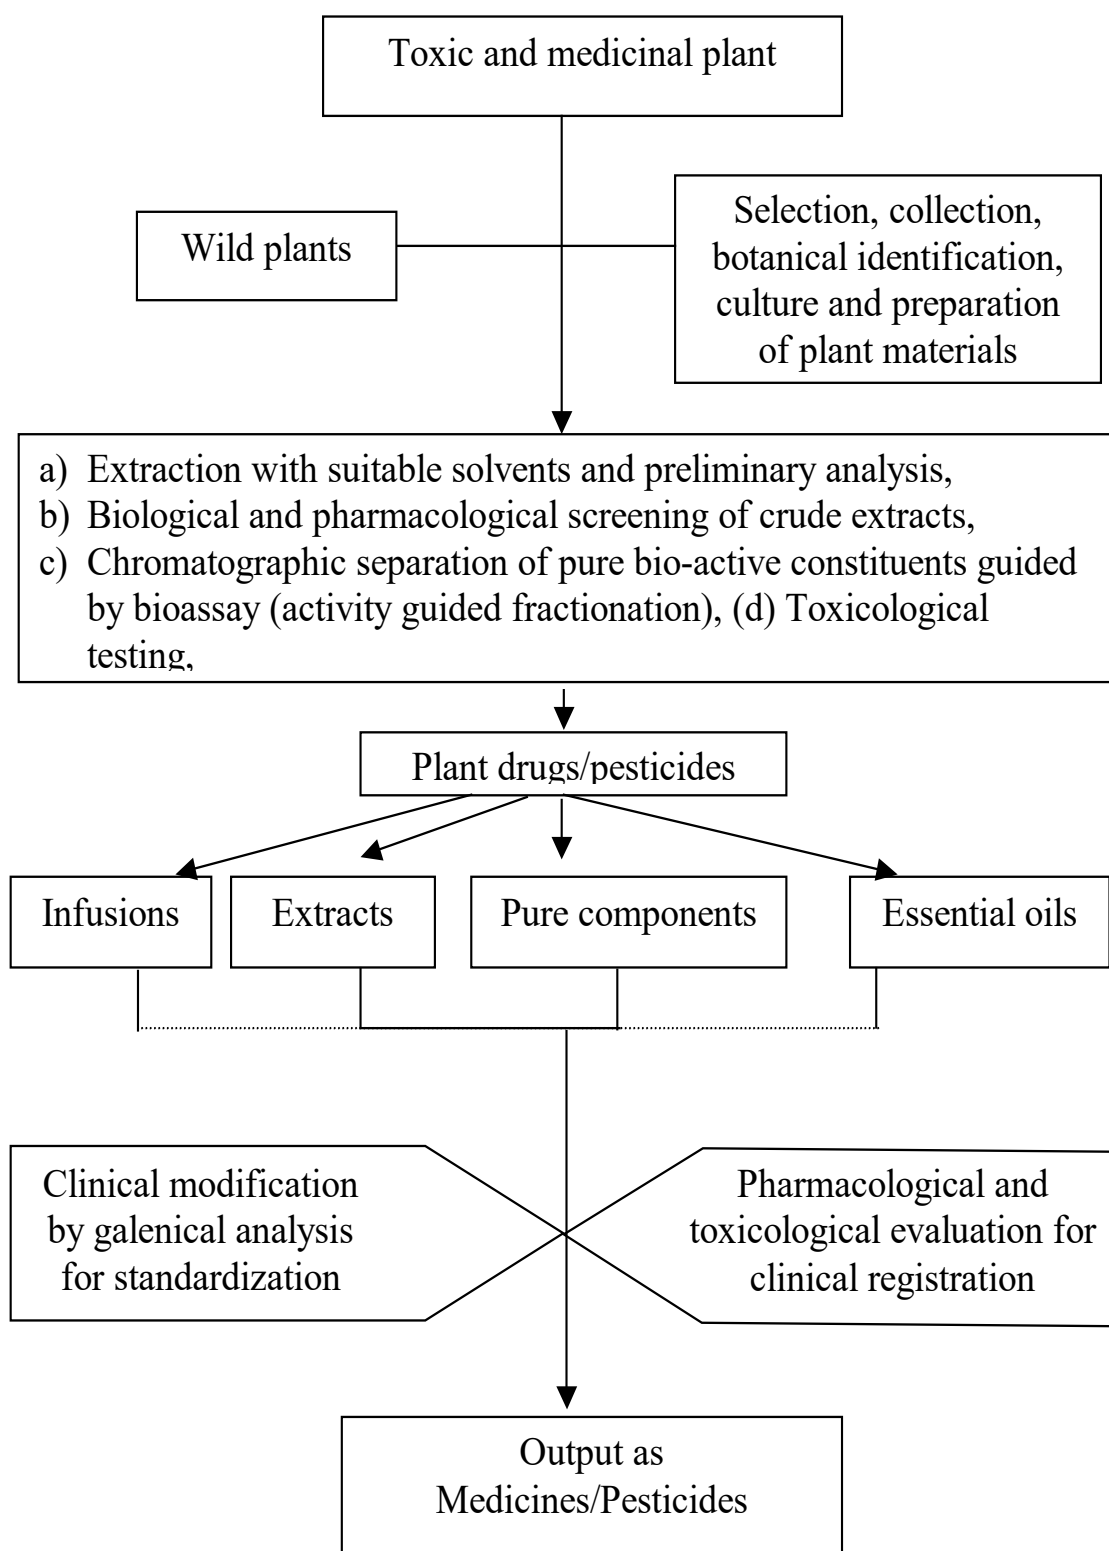 Toxic and medicinal plant
Wild plants
Selection, collection,
botanical identification,
culture and preparation
of plant materials
a) Extraction with suitable solvents and preliminary analysis,
b) Biological and pharmacological screening of crude extracts,
c) Chromatographic separation of pure bio-active constituents guided
by bioassay (activity guided fractionation), (d) Toxicological
testing,
Plant drugs/pesticides
Infusions
Extracts
Pure components
Essential oils
Clinical modification
by galenical analysis
for standardization
Pharmacological and
toxicological evaluation for
clinical registration
Output as
Medicines/Pesticides